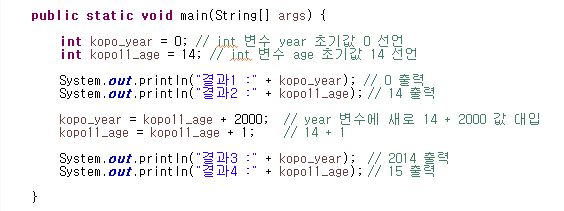 public static void main(String[] args) {
int kopo_year = 0; // int 변수 year 초기값 0 선언
int kopo11_age = 14; // int 변수 age 초기값 14 선언
System.out.println("결과1 :" + kopo_year); // 0 출력
System.out.println("결과2 :" + kopo11_age); // 14 출력
kopo_year = kopo11_age + 2000; // year 변수에 새로 14 + 2000 값 대입
kopo11_age = kopo11_age + 1; // 14 + 1
System.out.println("결과3 :" + kopo_year); // 2014 출력
System.out.println("결과4 :" + kopo11_age); // 15 출력
}